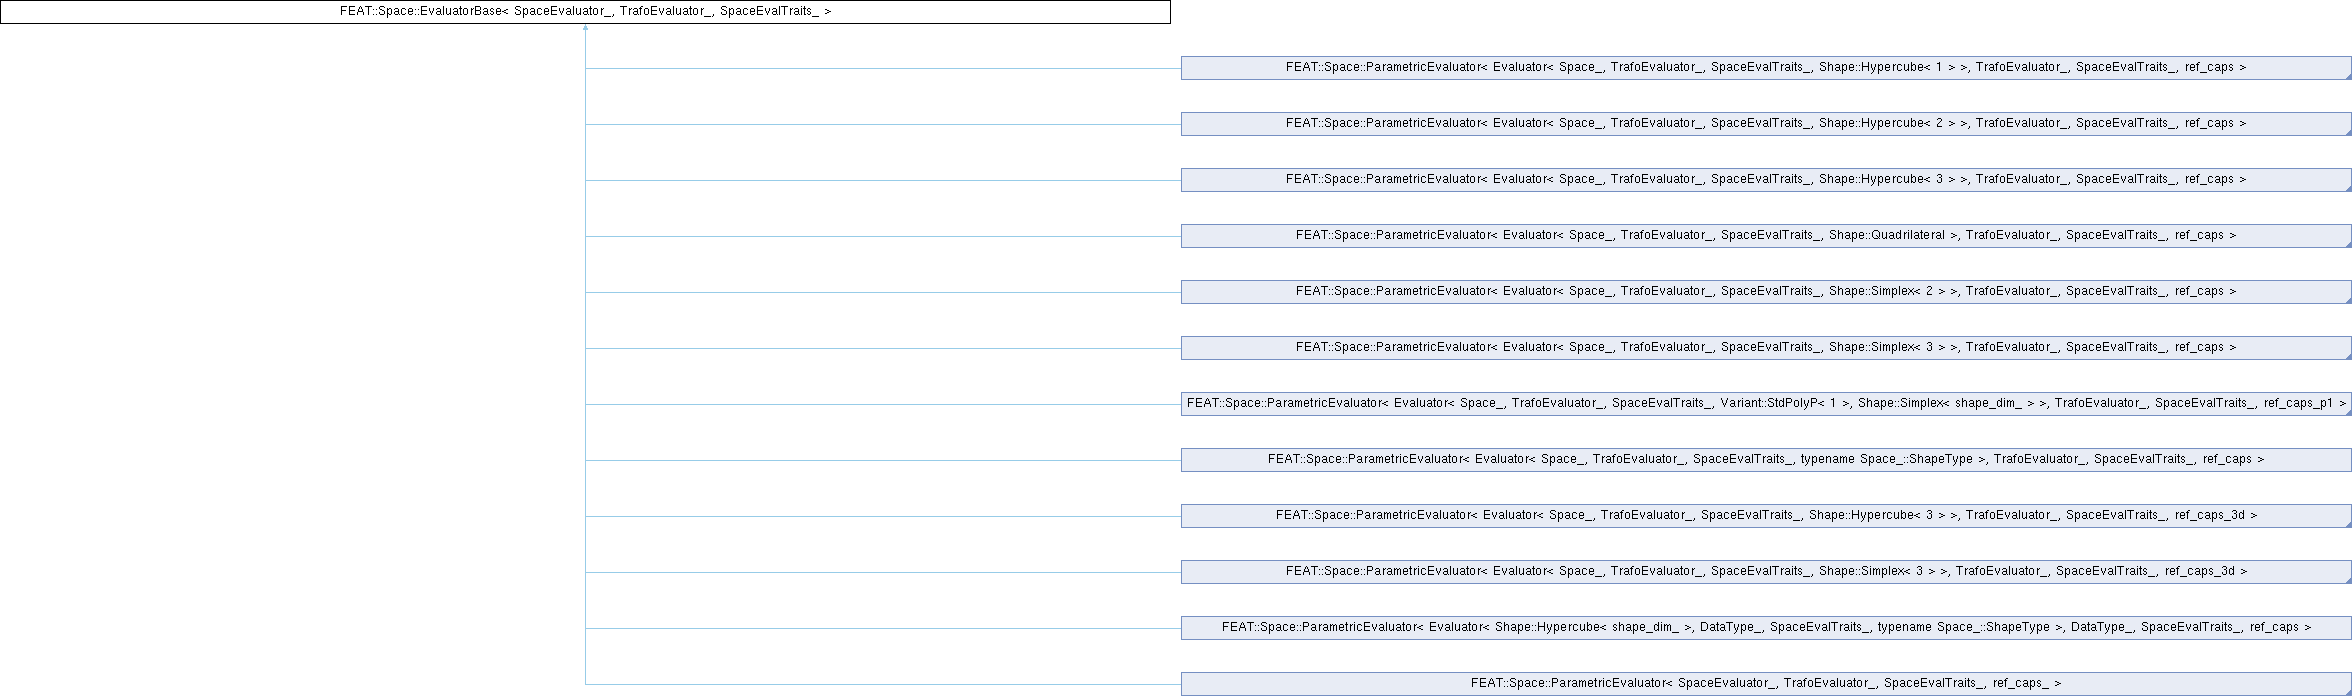 FEAT::Space::EvaluatorBase< SpaceEvaluator_, TrafoEvaluator_, SpaceEvalTraits_ >
FEAT::Space::ParametricEvaluator< Evaluator< Space_, TrafoEvaluator_, SpaceEvalTraits_, Shape::Hypercube< 1 > >, TrafoEvaluator_, SpaceEvalTraits_, ref_caps >
FEAT::Space::ParametricEvaluator< Evaluator< Space_, TrafoEvaluator_, SpaceEvalTraits_, Shape::Hypercube< 2 > >, TrafoEvaluator_, SpaceEvalTraits_, ref_caps >
FEAT::Space::ParametricEvaluator< Evaluator< Space_, TrafoEvaluator_, SpaceEvalTraits_, Shape::Hypercube< 3 > >, TrafoEvaluator_, SpaceEvalTraits_, ref_caps >
FEAT::Space::ParametricEvaluator< Evaluator< Space_, TrafoEvaluator_, SpaceEvalTraits_, Shape::Quadrilateral >, TrafoEvaluator_, SpaceEvalTraits_, ref_caps >
FEAT::Space::ParametricEvaluator< Evaluator< Space_, TrafoEvaluator_, SpaceEvalTraits_, Shape::Simplex< 2 > >, TrafoEvaluator_, SpaceEvalTraits_, ref_caps >
FEAT::Space::ParametricEvaluator< Evaluator< Space_, TrafoEvaluator_, SpaceEvalTraits_, Shape::Simplex< 3 > >, TrafoEvaluator_, SpaceEvalTraits_, ref_caps >
FEAT::Space::ParametricEvaluator< Evaluator< Space_, TrafoEvaluator_, SpaceEvalTraits_, Variant::StdPolyP< 1 >, Shape::Simplex< shape_dim_ > >, TrafoEvaluator_, SpaceEvalTraits_, ref_caps_p1 >
FEAT::Space::ParametricEvaluator< Evaluator< Space_, TrafoEvaluator_, SpaceEvalTraits_, typename Space_::ShapeType >, TrafoEvaluator_, SpaceEvalTraits_, ref_caps >
FEAT::Space::ParametricEvaluator< Evaluator< Space_, TrafoEvaluator_, SpaceEvalTraits_, Shape::Hypercube< 3 > >, TrafoEvaluator_, SpaceEvalTraits_, ref_caps_3d >
FEAT::Space::ParametricEvaluator< Evaluator< Space_, TrafoEvaluator_, SpaceEvalTraits_, Shape::Simplex< 3 > >, TrafoEvaluator_, SpaceEvalTraits_, ref_caps_3d >
FEAT::Space::ParametricEvaluator< Evaluator< Shape::Hypercube< shape_dim_ >, DataType_, SpaceEvalTraits_, typename Space_::ShapeType >, DataType_, SpaceEvalTraits_, ref_caps >
FEAT::Space::ParametricEvaluator< SpaceEvaluator_, TrafoEvaluator_, SpaceEvalTraits_, ref_caps_ >